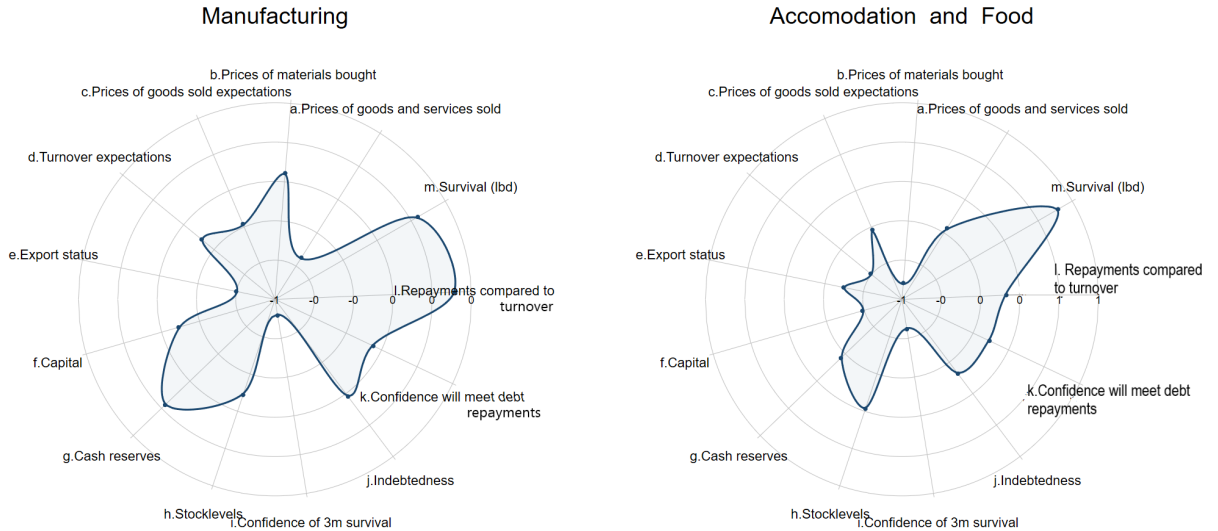 Manufacturing
b.Prices of materials bought
c.Prices of goods sold expectations
a.Prices of goods and services sold
d.Turnover expectations
m.Survival (lbd)
e.Export status
-1 -0 -0 0 0 0
l.Repayments compared to
turnover
f.Capital
k.Confidence will meet debt
repayments
g.Cash reserves
j.Indebtedness
h.Stocklevels
i.Confidence of 3m survival
Accomodation and Food
b.Prices of materials bought
c.Prices of goods sold expectations
a.Prices of goods and services sold
d.Turnover expectations
m.Survival (lbd)
e.Export status
l. Repayments compared
to turnover
-1 -0 0 0 1 1
f.Capital
k.Confidence will meet debt
repayments
g.Cash reserves
j.Indebtedness
h.Stocklevels
i.Confidence of 3m survival